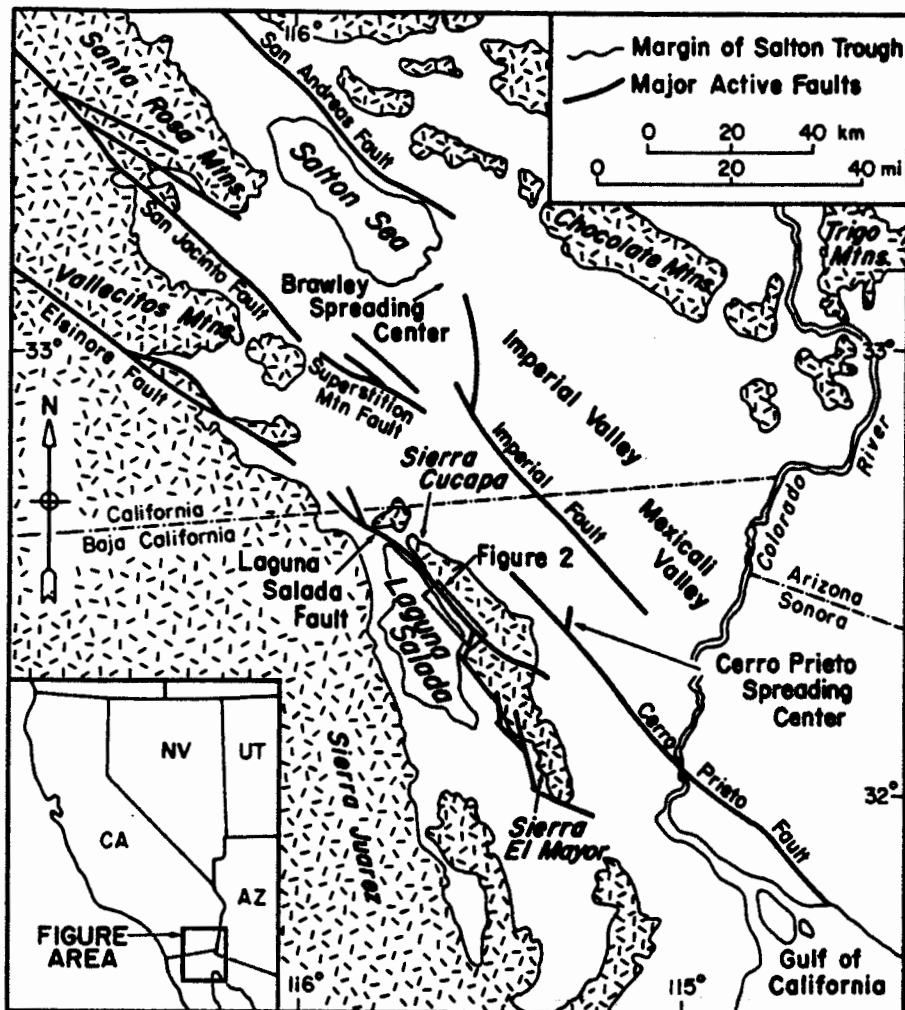 116°
Margin of Salton Trough
Major Active Faults
0 20 40 km
0 20 40 mi
Santa Rosa Mtns.
San Andreas Fault
Salton Sea
Chocolate Mtns.
Trigo
Mtns.
San Jacinto Fault
Vallecitos Mtns.
Elsinore Fault
Brawley
Spreading
Center
33°
33°
Superstition
Mtn Fault
Imperial Valley
Imperial Fault
N
Sierra
Cucapa
Colorado River
California
Baja California
Mexicali
Valley
Laguna
Salada
Fault
Figure 2
Laguna
Salada
Arizona
Sonora
Cerro Prieto
Spreading
Center
Cerro Prieto Fault
Sierra Juarez
32°
Sierra
El Mayor
NV
UT
CA
AZ
FIGURE
AREA
Gulf of
California
116°
115°